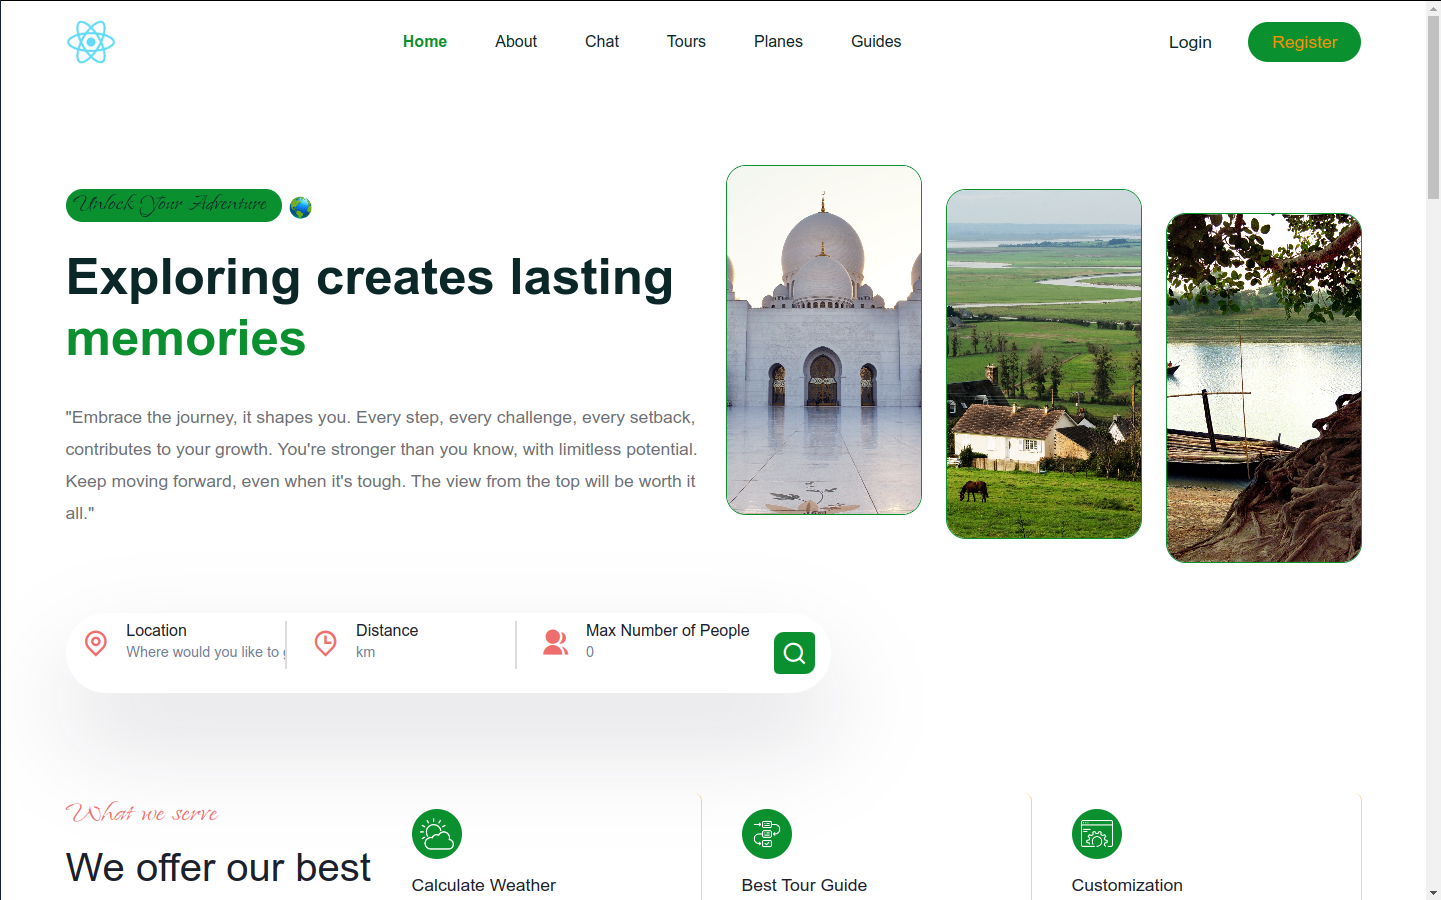 Home
About
Chat
Tours
Planes
Guides
Login
Register
Unlock Your Adventure
Exploring creates lasting
memories
"Embrace the journey, it shapes you. Every step, every challenge, every setback,
contributes to your growth. You're stronger than you know, with limitless potential.
Keep moving forward, even when it's tough. The view from the top will be worth it
all."
Location
Where would you like to
Distance
km
Max Number of People
0
What we serve
We offer our best
Calculate Weather
Best Tour Guide
Customization